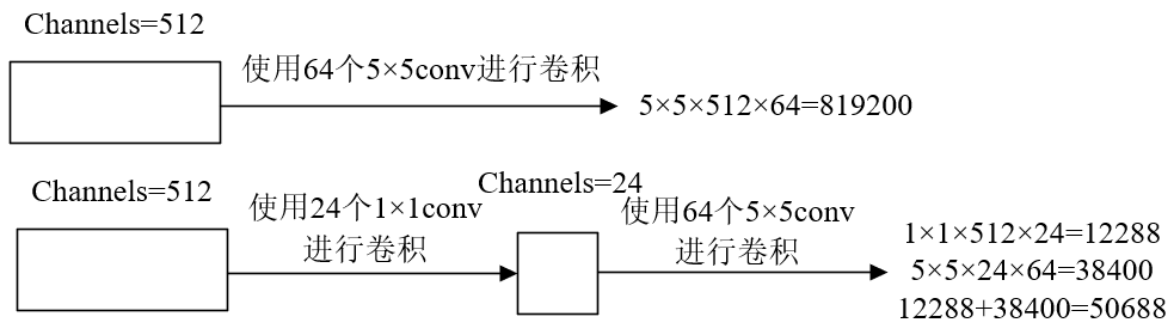 Channels=512
使用64个5×5conv进行卷积
5×5×512×64=819200
Channels=512
使用24个1×1conv
进行卷积
Channels=24
使用64个5×5conv
进行卷积
1×1×512×24=12288
5×5×24×64=38400
12288+38400=50688